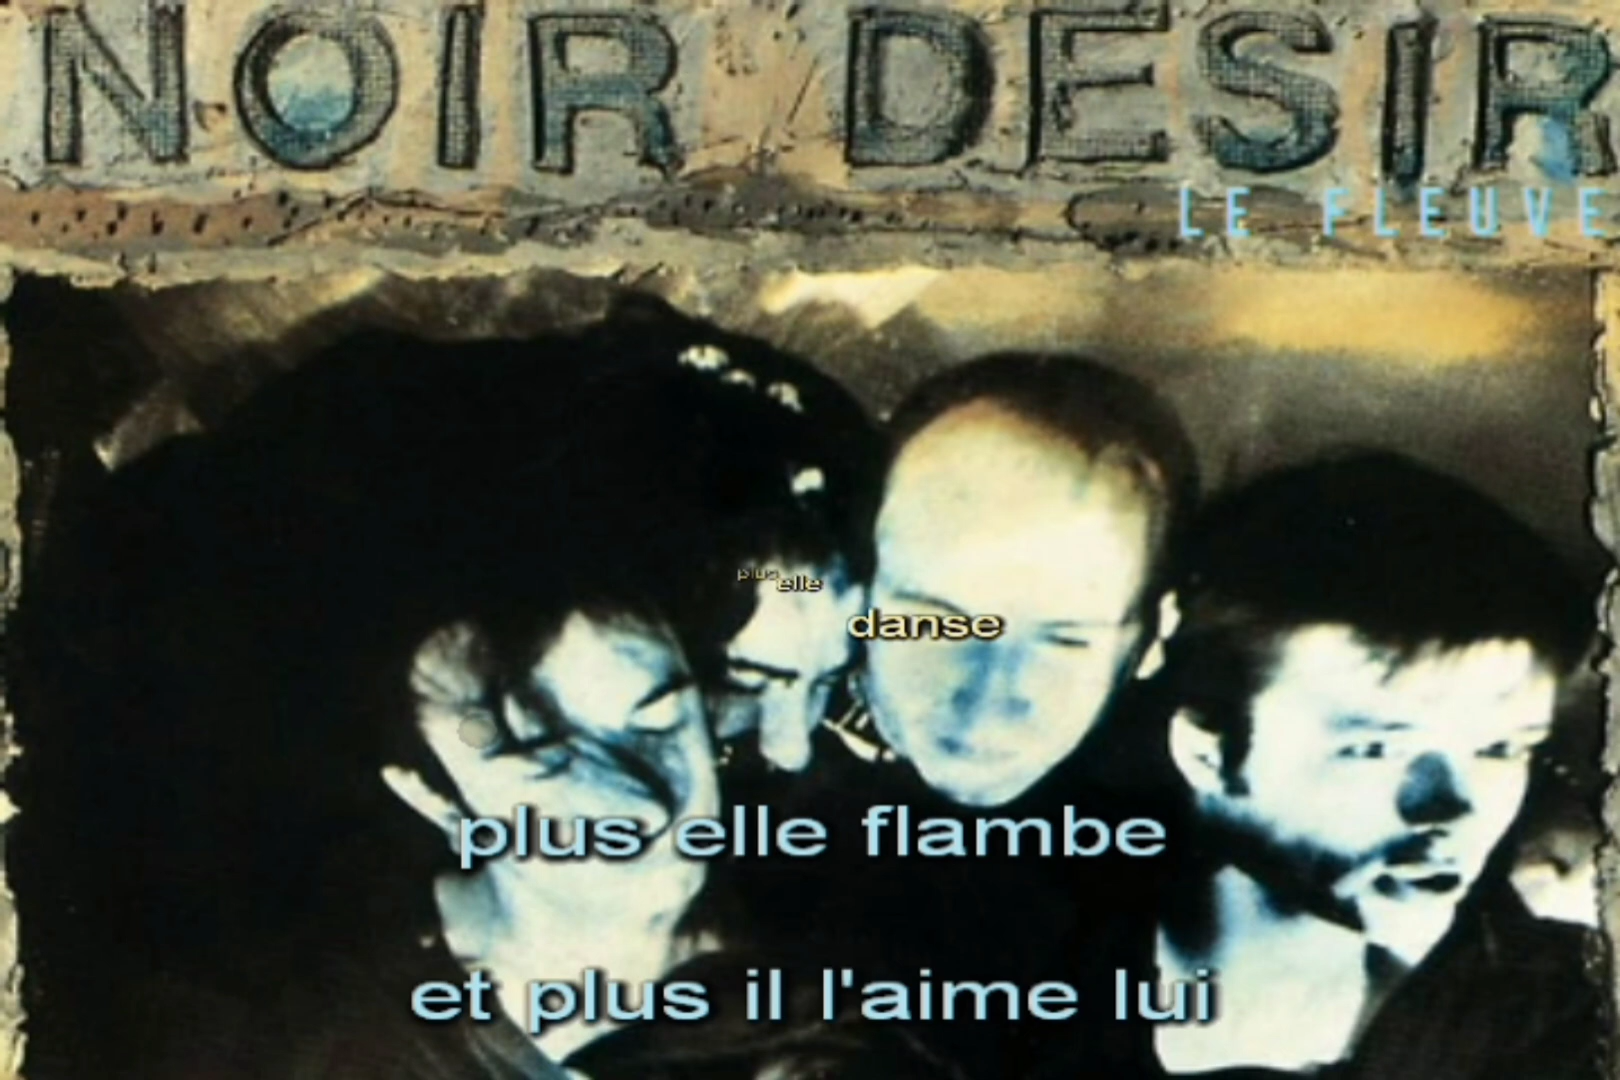 NOIR DESIR
LE FLEUVE
plus elle
danse
plus elle flambe
et plus il l'aime lui